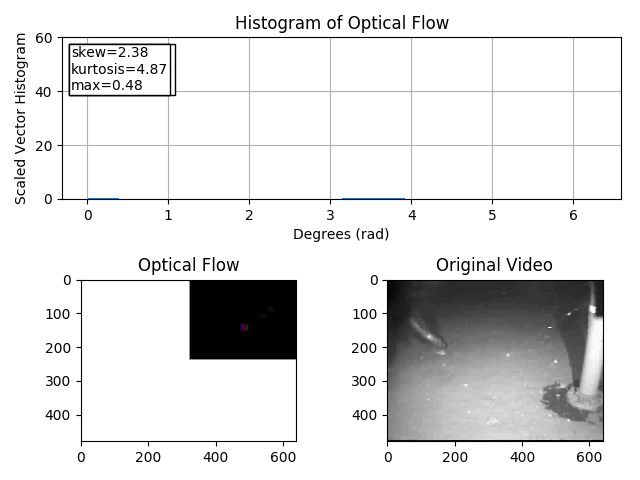 Histogram of Optical Flow
Scaled Vector Histogram
60
40
20
0
skew=2.38
kurtosis=4.87
max=0.48
0 1 2 3 4 5 6
Degrees (rad)
Optical Flow
0
100
200
300
400
0 200 400 600
Original Video
0
100
200
300
400
0 200 400 600